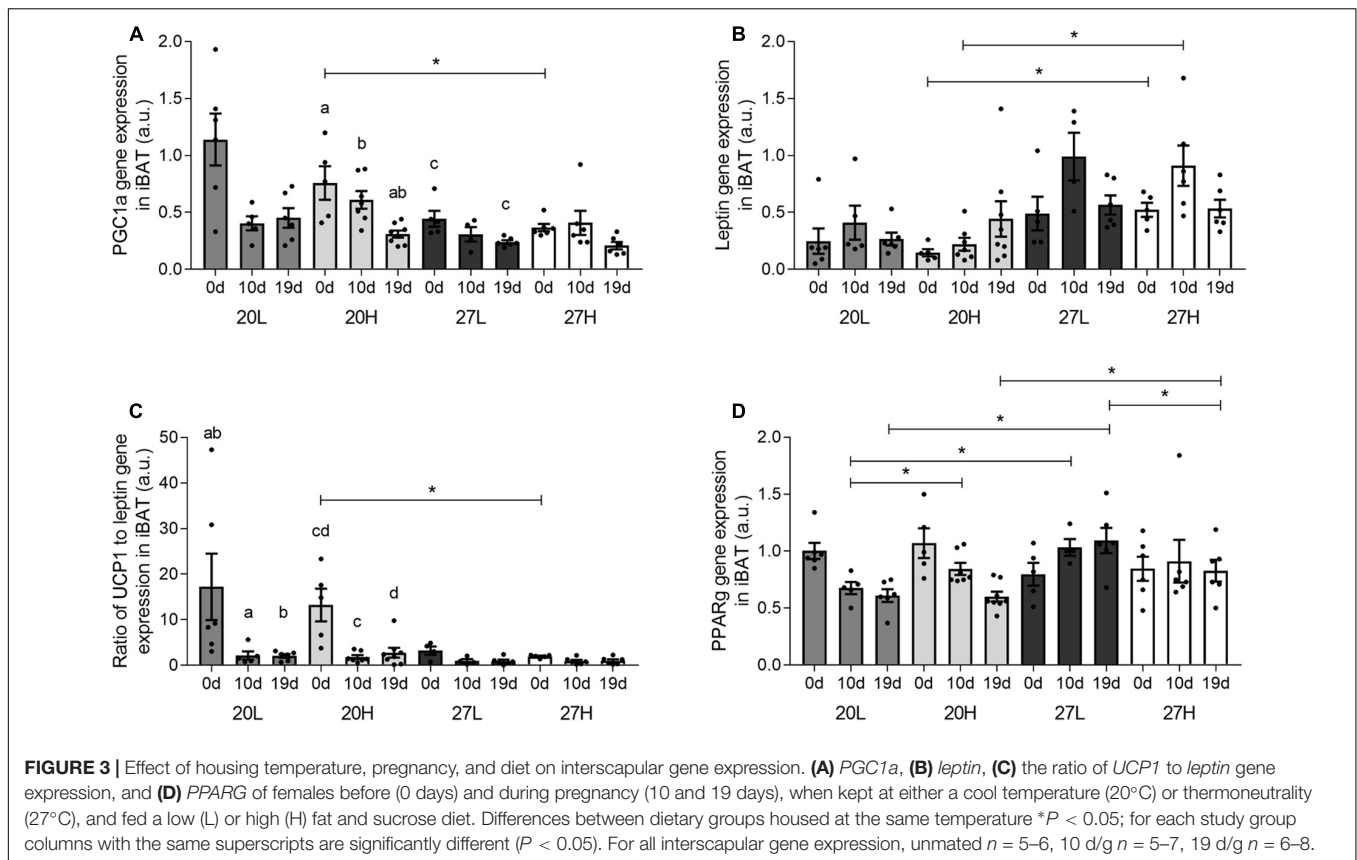 A
PGC1a gene expression
in iBAT (a.u.)
2.0
1.5
1.0
0.5
0.0
*
a
b
ab
c
c
0d 10d 19d 0d 10d 19d 0d 10d 19d 0d 10d 19d
20L 20H 27L 27H
B
Leptin gene expression
in iBAT (a.u.)
2.0
1.5
1.0
0.5
0.0
*
*
0d 10d 19d 0d 10d 19d 0d 10d 19d 0d 10d 19d
20L 20H 27L 27H
C
Ratio of UCP1 to leptin gene
expression in iBAT (a.u.)
50
40
30
20
10
0
ab
*
cd
a
b
c
d
0d 10d 19d 0d 10d 19d 0d 10d 19d 0d 10d 19d
20L 20H 27L 27H
D
PPARg gene expression
in iBAT (a.u.)
2.0
1.5
1.0
0.5
0.0
*
*
*
*
*
0d 10d 19d 0d 10d 19d 0d 10d 19d 0d 10d 19d
20L 20H 27L 27H
FIGURE 3 | Effect of housing temperature, pregnancy, and diet on interscapular gene expression. (A) PGC1a, (B) leptin, (C) the ratio of UCP1 to leptin gene
expression, and (D) PPARG of females before (0 days) and during pregnancy (10 and 19 days), when kept at either a cool temperature (20°C) or thermoneutrality
(27°C), and fed a low (L) or high (H) fat and sucrose diet. Differences between dietary groups housed at the same temperature *P < 0.05; for each study group
columns with the same superscripts are significantly different (P < 0.05). For all interscapular gene expression, unmated n = 5–6, 10 d/g n = 5–7, 19 d/g n = 6–8.